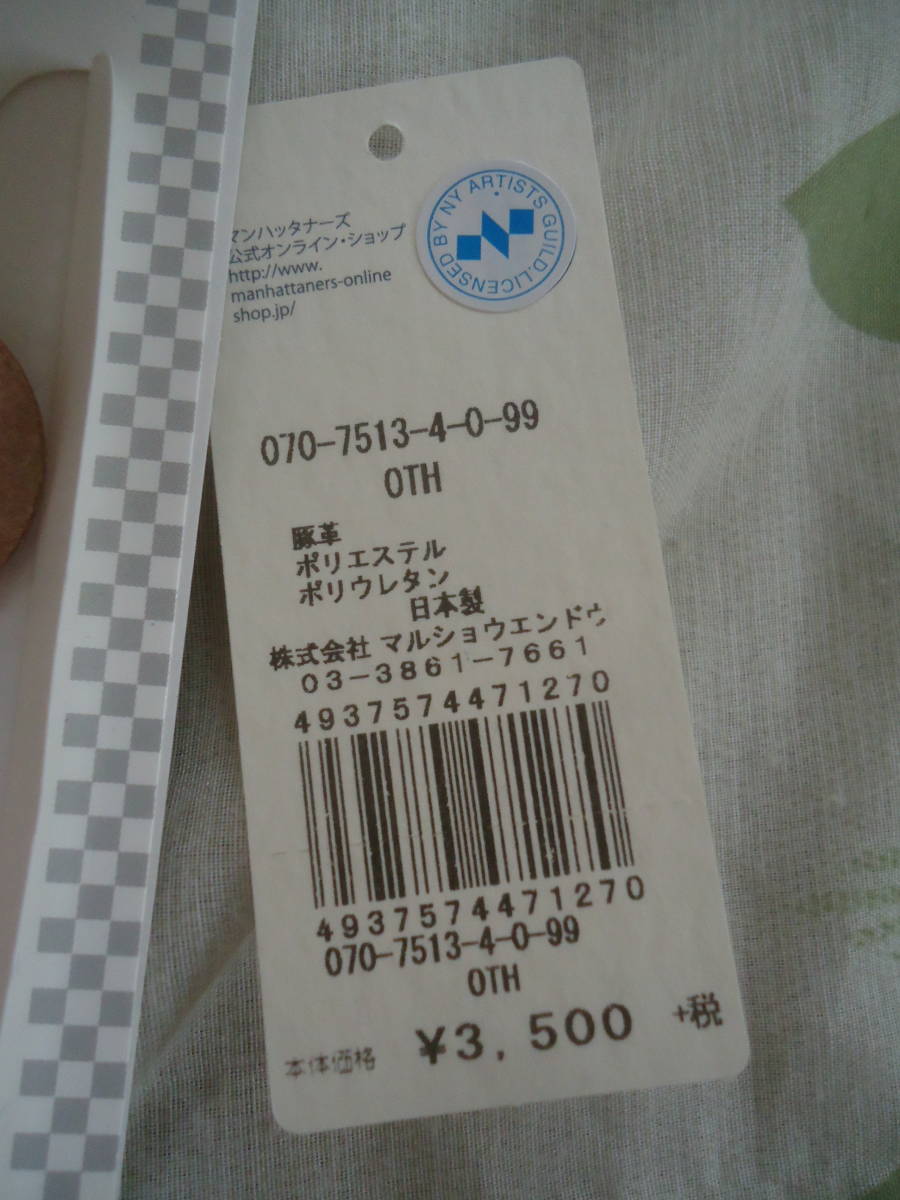 マンハッタナーズ
公式オンライン・ショップ
http://www.
manhattaners-online
shop.jp/
LICENSED BY NY ARTISTS GUILD.
N
070-7513-4-0-99
OTH
豚革
ポリエステル
ポリウレタン
日本製
株式会社 マルショウエンドウ
03-3861-7661
4937574471270
4937574471270
070-7513-4-0-99
OTH
本体価格 ¥3,500 +税